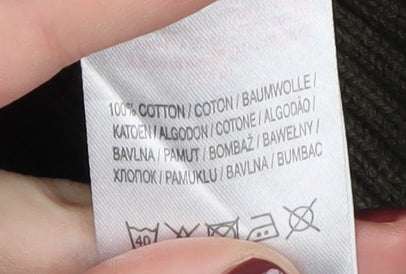 100% COTTON / COTON / BAUMWOLLE /
KATOEN / ALGODON / COTONE / ALGODÃO /
BAVLNA / PAMUT / BOMBAŽ / BAWEŁNY /
ХЛОПОК / PAMUKLU / BAVLNA / BUMBAC
40